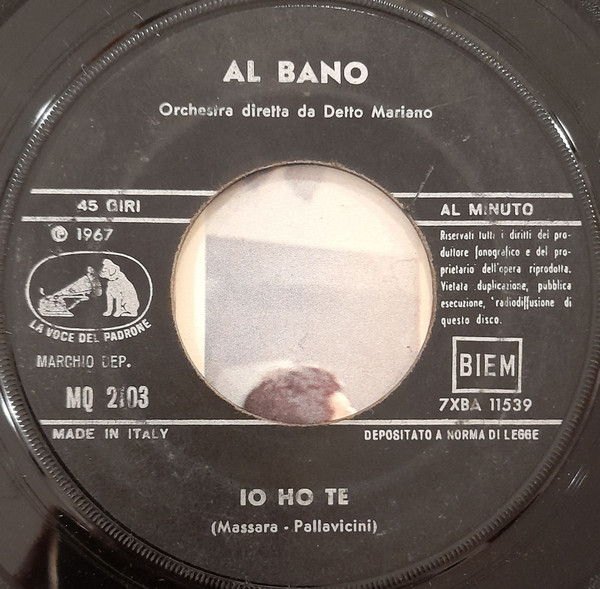 AL BANO
Orchestra diretta da Detto Mariano
45 GIRI
AL MINUTO
℗ 1967
Riservati tutti i diritti del pro-
duttore fonografico e del pro-
prietario dell'opera riprodotta.
Vietata duplicazione, pubblica
esecuzione, radiodiffusione di
questo disco.
LA VOCE DEL PADRONE
MARCHIO DEP.
BIEM
MQ 2103
7XBA 11539
MADE IN ITALY
DEPOSITATO A NORMA DI LEGGE
IO HO TE
(Massara - Pallavicini)